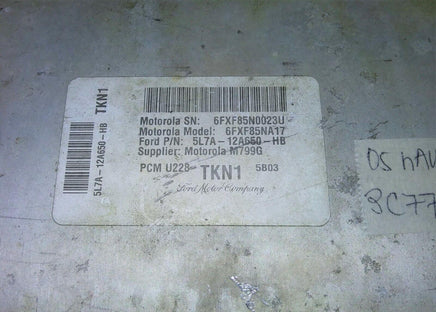 TKN1
5L7A-12A650-HB
Motorola SN: 6FXF85N0023U
Motorola Model: 6FXF85NA17
Ford P/N: 5L7A-12A650-HB
Supplier: Motorola M799G
PCM U228 TKN1 5B03
Ford Motor Company
05 NAV
3C77